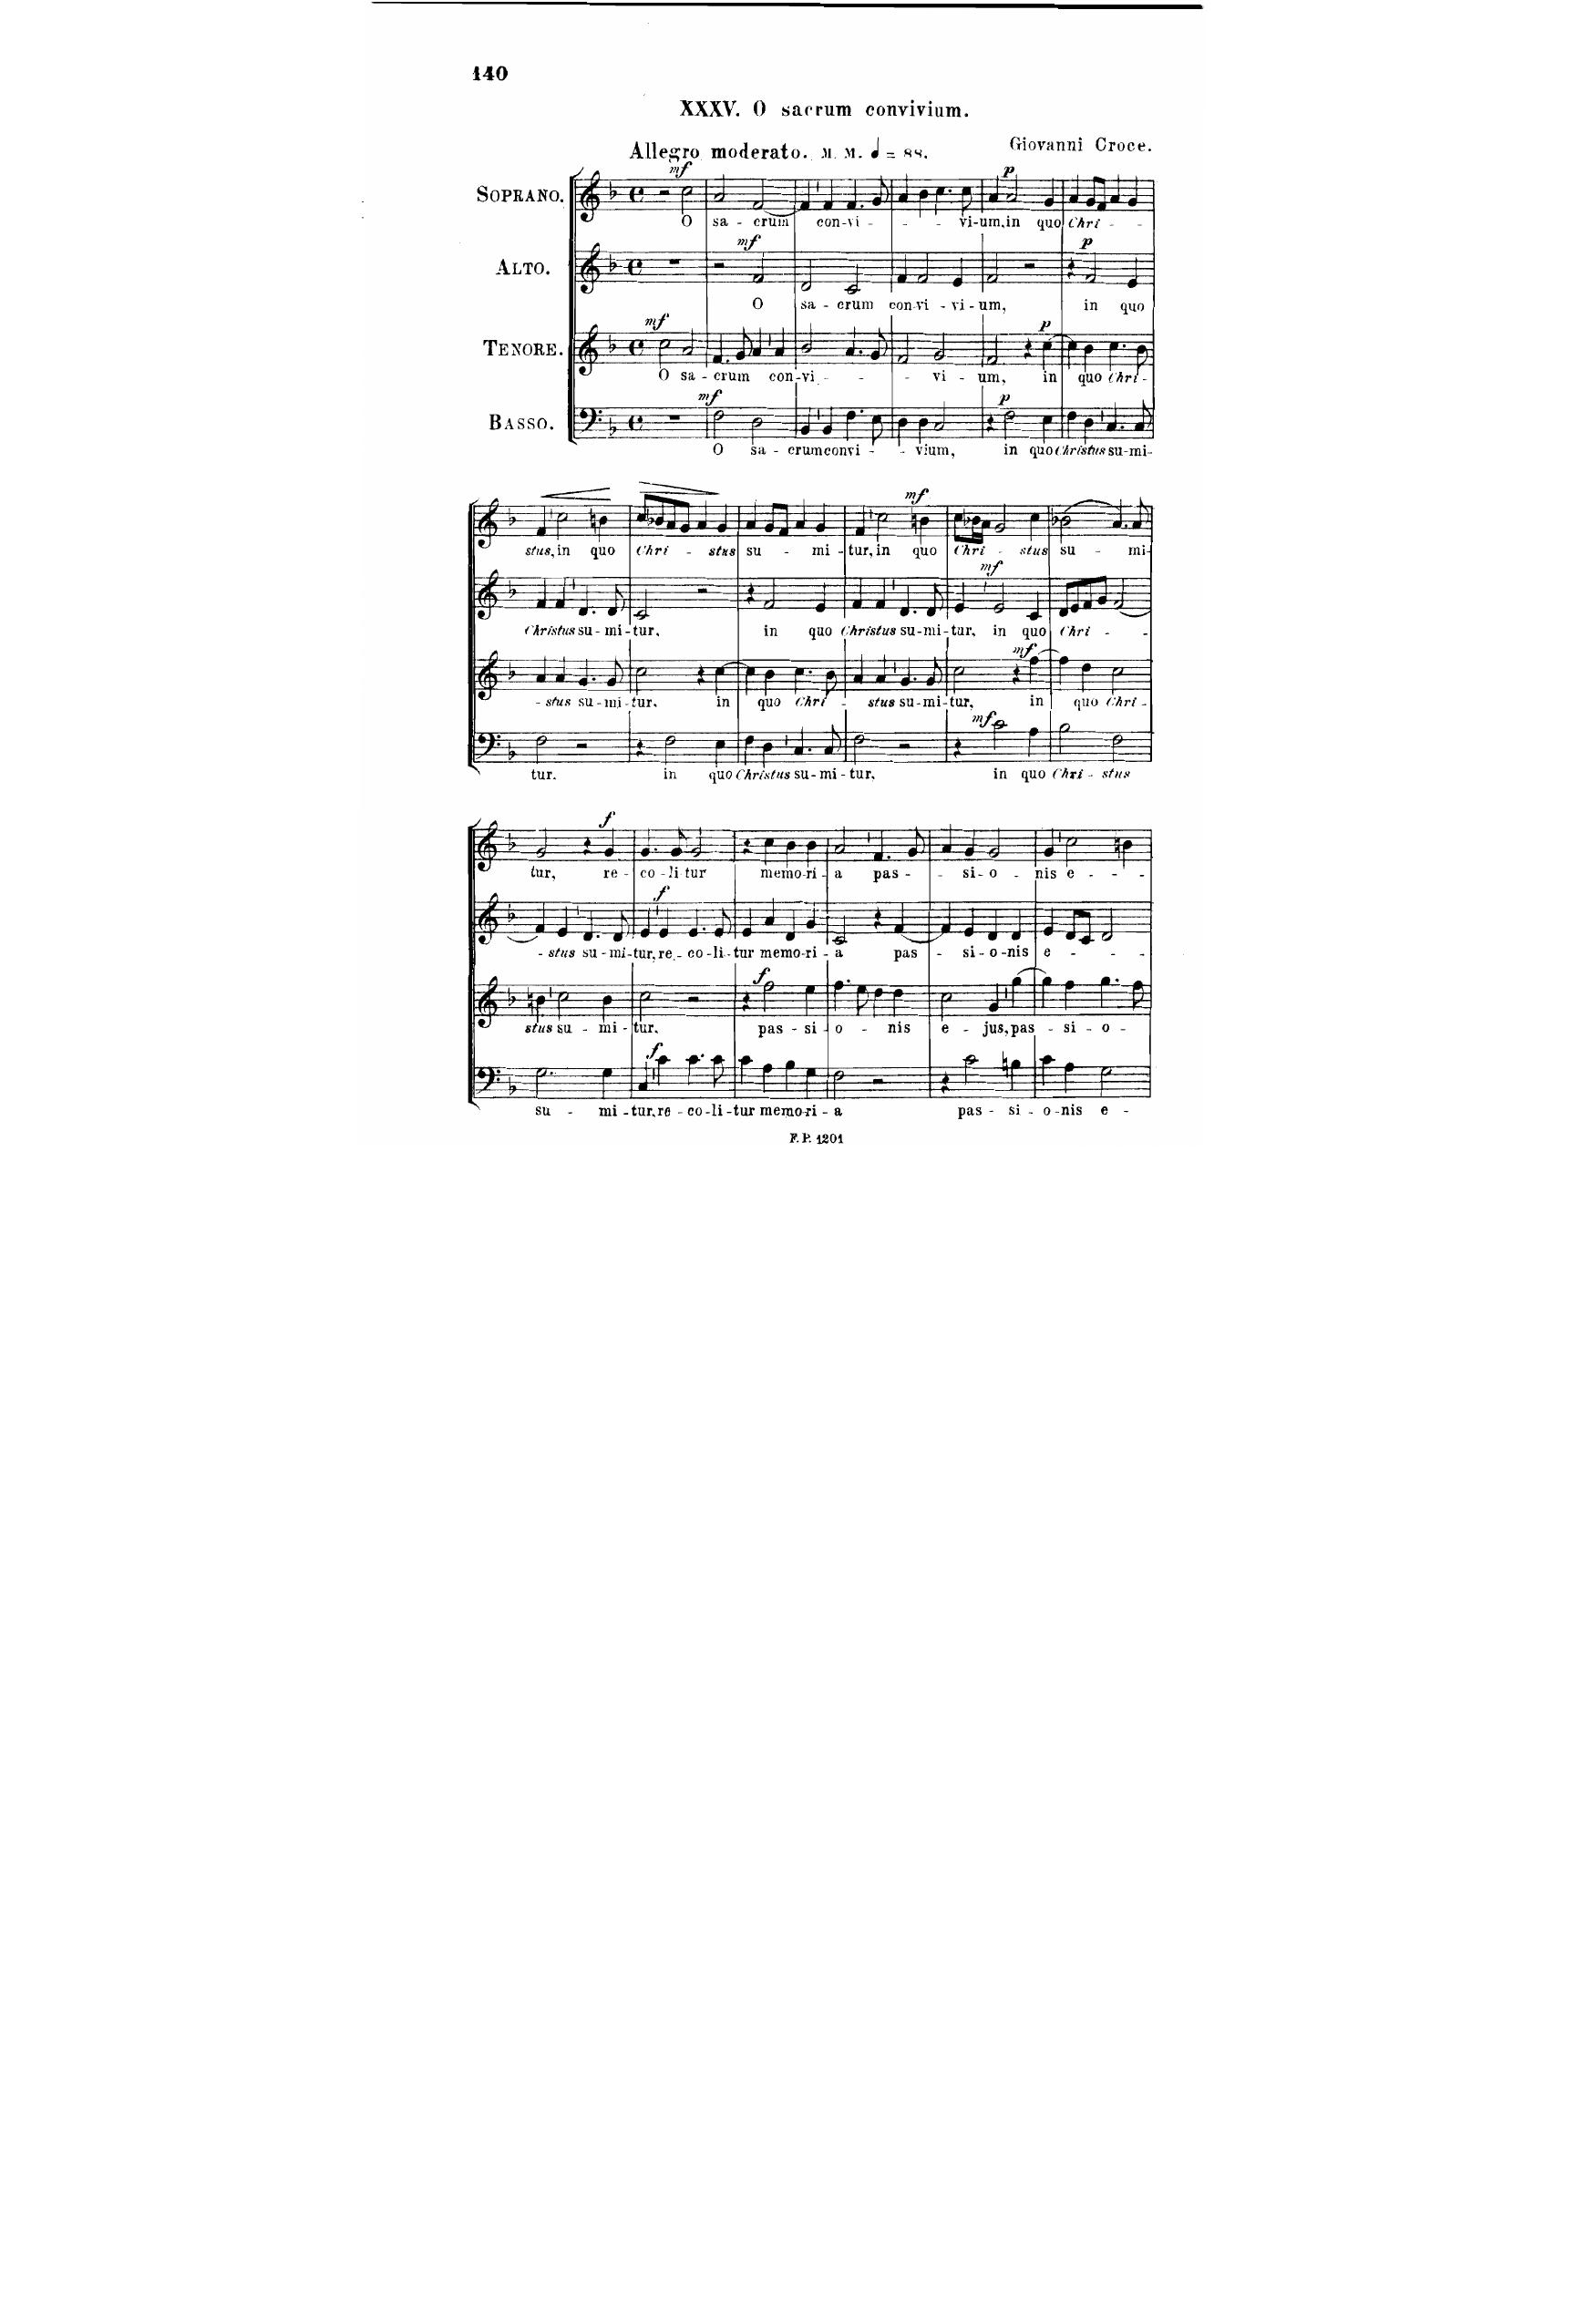 140
XXXV. O sacrum convivium.
Allegro moderato. M. M. = 88.
Giovanni Croce.
mf p
SOPRANO.
O sa - crum con-vi - - - vi-um, in quo Chri - -
mf p
ALTO.
O sa - crum con-vi - vi - um, in quo
mf p
TENORE.
O sa - crum con-vi - - - vi - um, in quo Chri-
mf p
BASSO.
O sa - crum convi - - vium, in quo Christus su-mi-
mf
stus, in quo Chri - stus su - mi - tur, in quo Chri - stus su - mi-
mf
Christus su-mi-tur, in quo Christus su-mi-tur, in quo Chri - -
mf
- stus su-mi-tur, in quo Chri - stus su-mi-tur, in quo Chri-
mf
tur. in quo Christus su-mi-tur, in quo Chri - stus
f
tur, re - co - li - tur memo-ri-a pas - - si - o - nis e - - -
f
- stus su-mi-tur, re - co-li-tur memo-ri-a pas - si-o-nis e - - -
f
stus su - mi-tur, pas - si - o - nis e - jus, pas - si - o -
f
su - mi-tur, re - co-li-tur memo-ri-a pas - si - o-nis e -
F. P. 1201